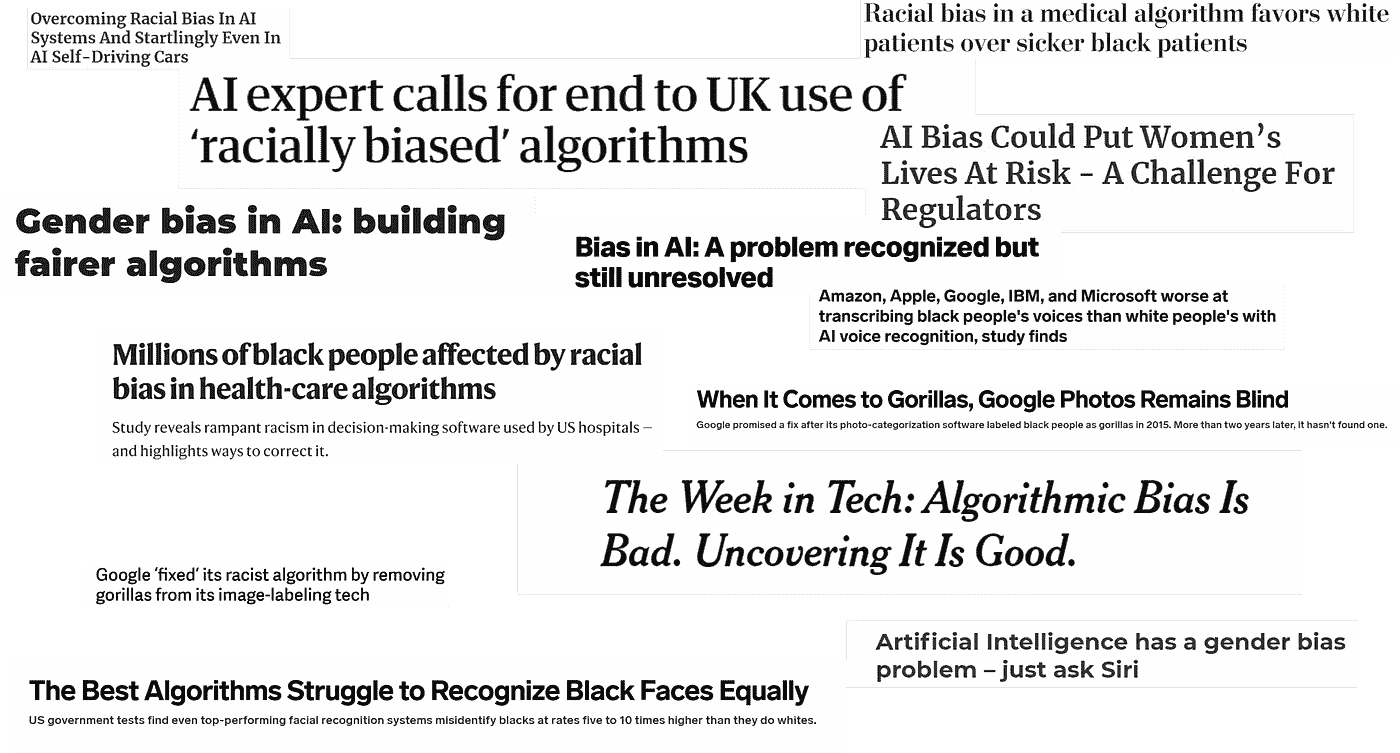 Overcoming Racial Bias In AI
Systems And Startlingly Even In
AI Self-Driving Cars
Racial bias in a medical algorithm favors white
patients over sicker black patients
AI expert calls for end to UK use of
‘racially biased’ algorithms
AI Bias Could Put Women’s
Lives At Risk - A Challenge For
Regulators
Gender bias in AI: building
fairer algorithms
Bias in AI: A problem recognized but
still unresolved
Amazon, Apple, Google, IBM, and Microsoft worse at
transcribing black people's voices than white people's with
AI voice recognition, study finds
Millions of black people affected by racial
bias in health-care algorithms
Study reveals rampant racism in decision-making software used by US hospitals —
and highlights ways to correct it.
When It Comes to Gorillas, Google Photos Remains Blind
Google promised a fix after its photo-categorization software labeled black people as gorillas in 2015. More than two years later, it hasn't found one.
The Week in Tech: Algorithmic Bias Is
Bad. Uncovering It Is Good.
Google ‘fixed’ its racist algorithm by removing
gorillas from its image-labeling tech
Artificial Intelligence has a gender bias
problem – just ask Siri
The Best Algorithms Struggle to Recognize Black Faces Equally
US government tests find even top-performing facial recognition systems misidentify blacks at rates five to 10 times higher than they do whites.